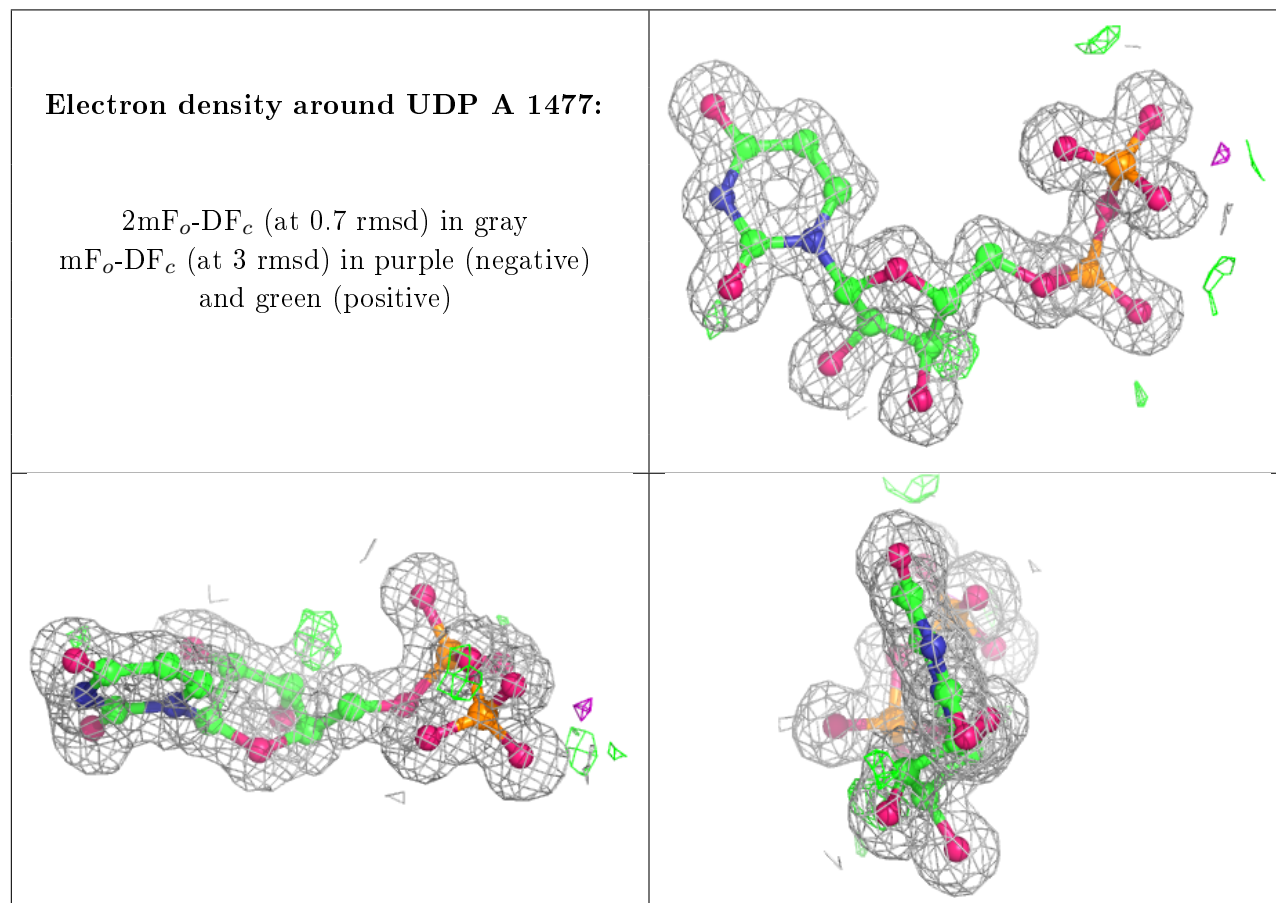 Electron density around UDP A 1477:
2mFₒ-DF𝒸 (at 0.7 rmsd) in gray
mFₒ-DF𝒸 (at 3 rmsd) in purple (negative)
and green (positive)